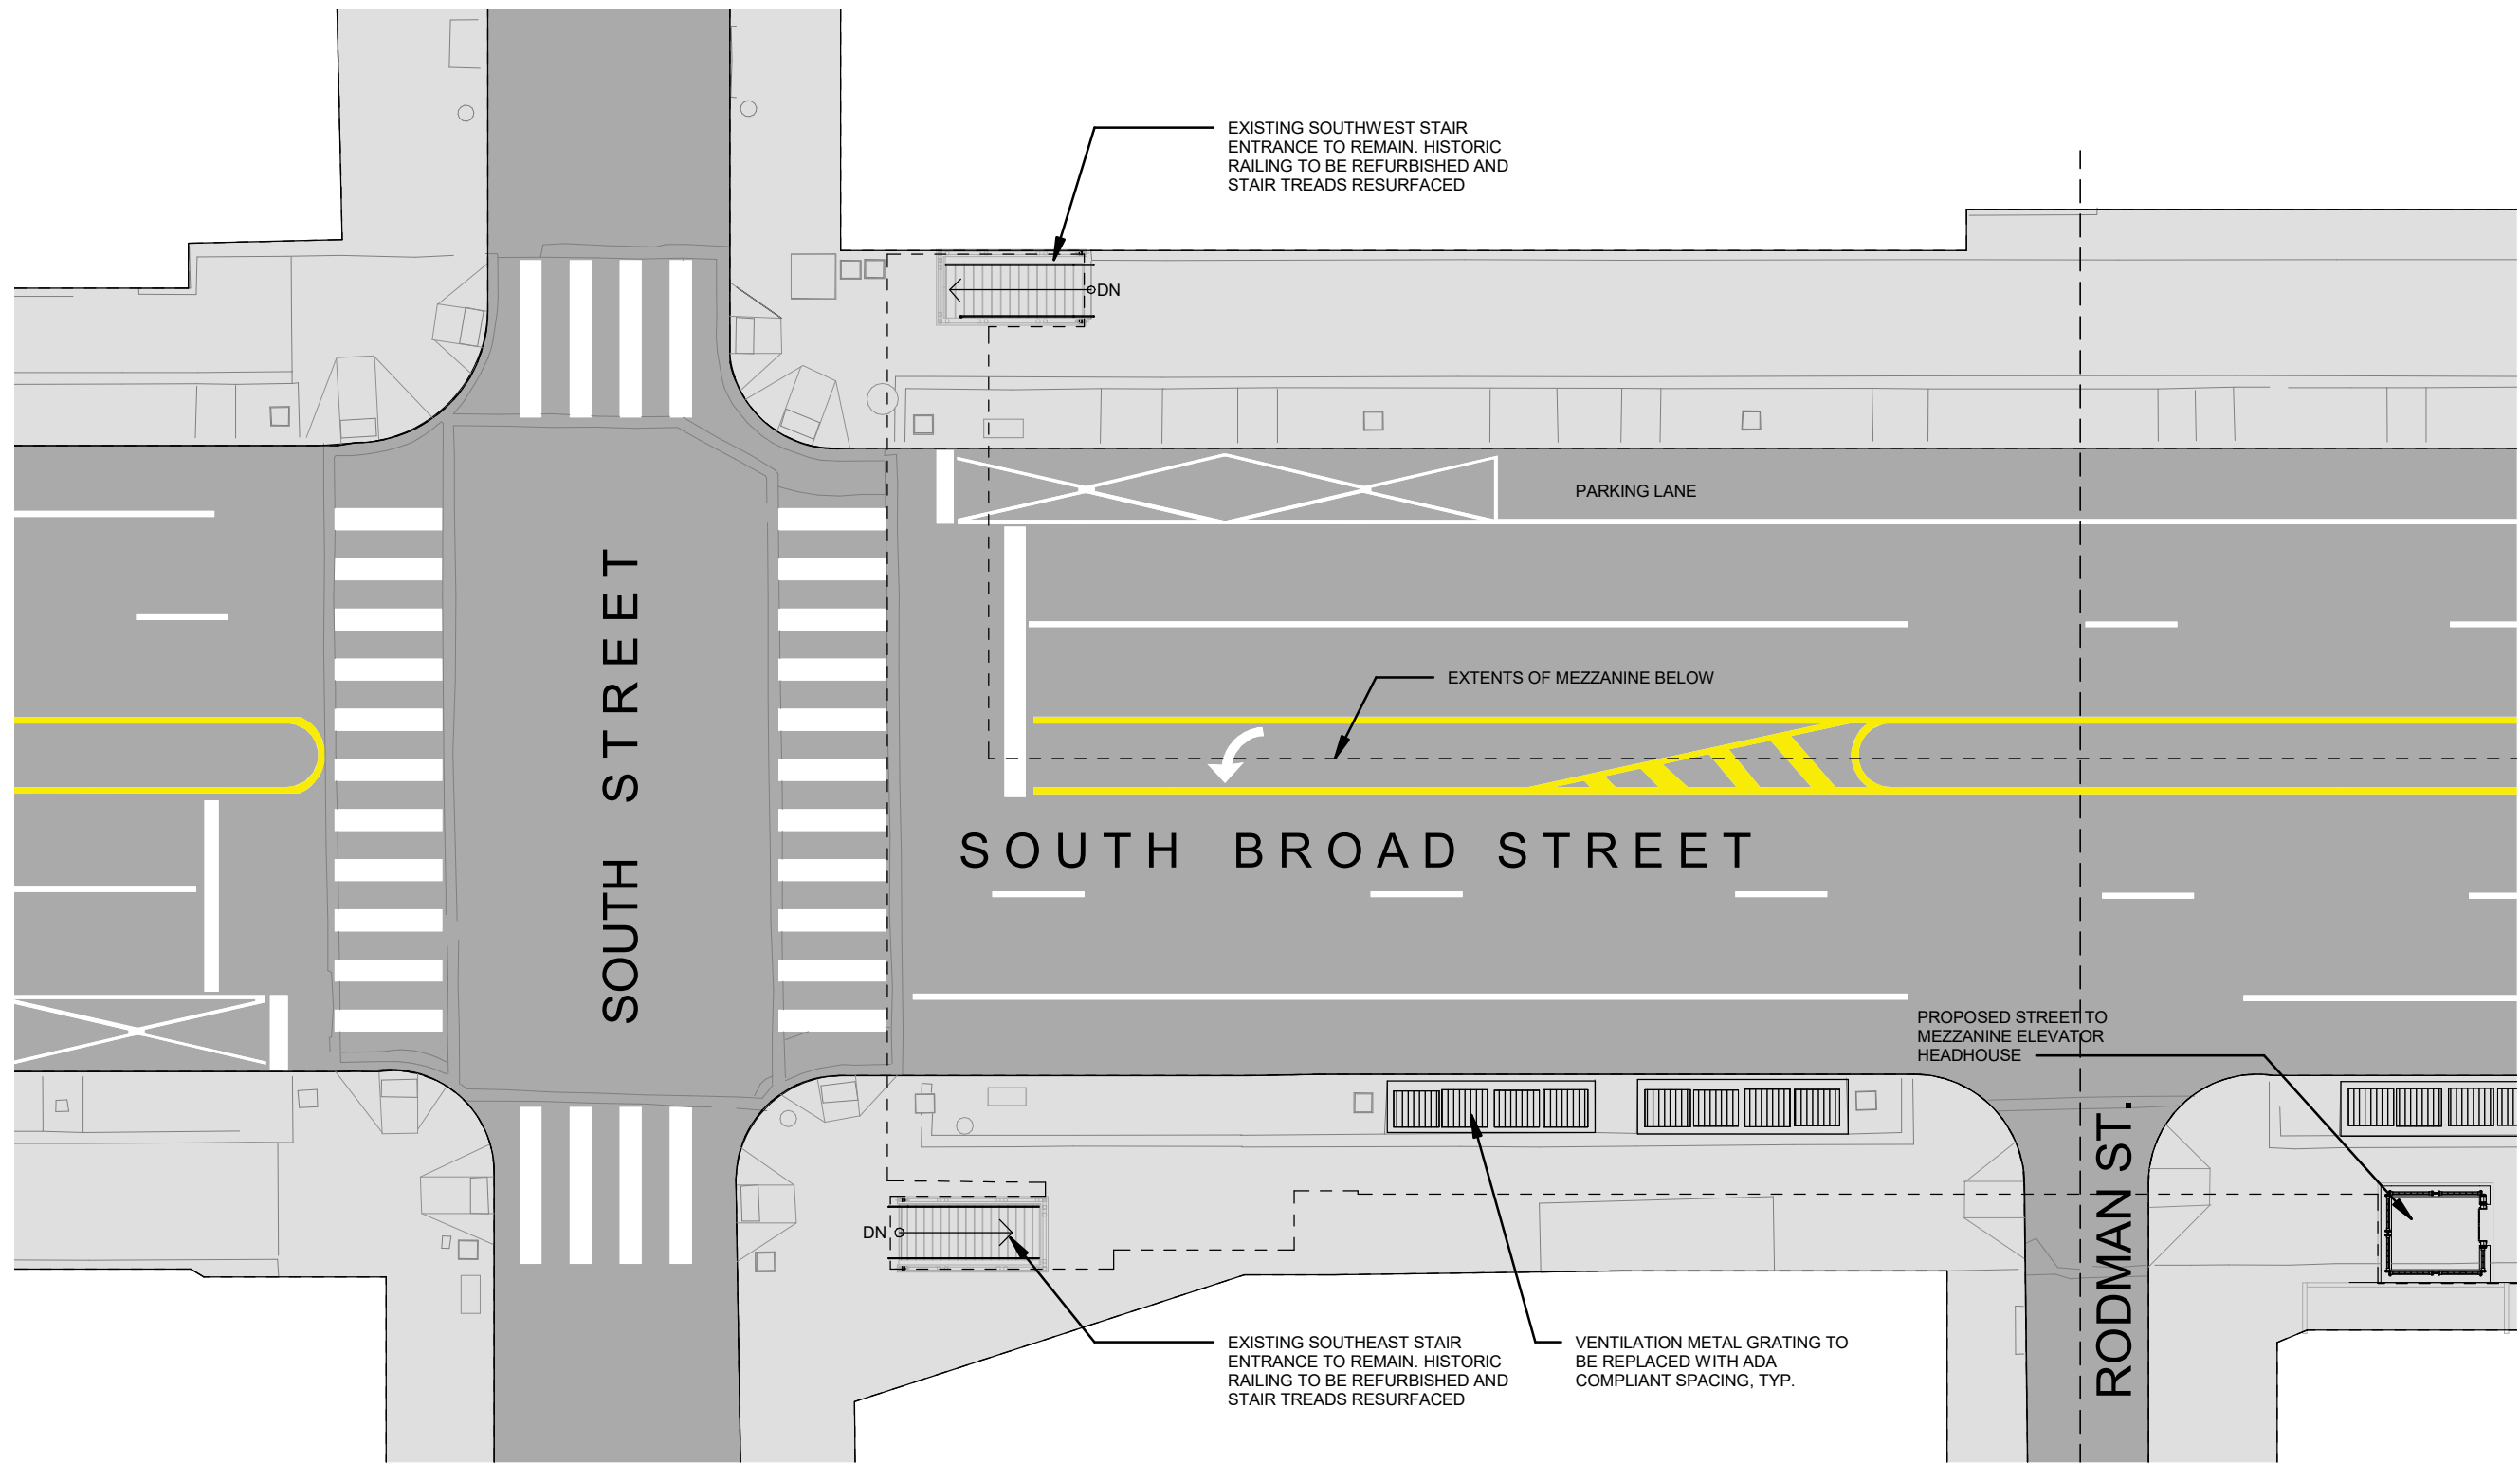 EXISTING SOUTHWEST STAIR
ENTRANCE TO REMAIN. HISTORIC
RAILING TO BE REFURBISHED AND
STAIR TREADS RESURFACED
DN
PARKING LANE
SOUTH STREET
EXTENTS OF MEZZANINE BELOW
SOUTH BROAD STREET
PROPOSED STREET TO
MEZZANINE ELEVATOR
HEADHOUSE
RODMAN ST.
DN
EXISTING SOUTHEAST STAIR
ENTRANCE TO REMAIN. HISTORIC
RAILING TO BE REFURBISHED AND
STAIR TREADS RESURFACED
VENTILATION METAL GRATING TO
BE REPLACED WITH ADA
COMPLIANT SPACING, TYP.